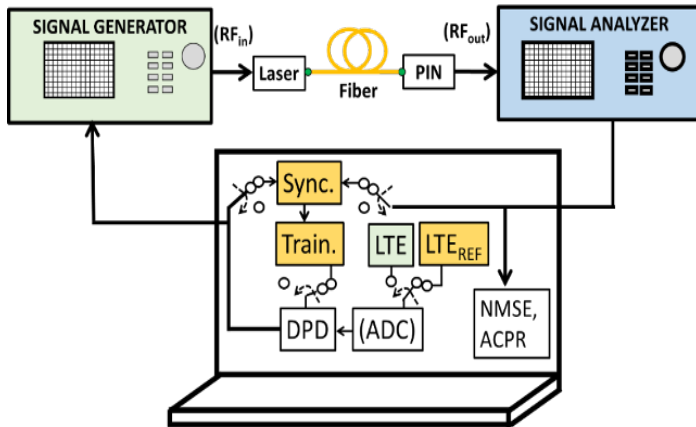 SIGNAL GENERATOR
SIGNAL ANALYZER
(RFin)
(RFout)
Laser
Fiber
PIN
Sync.
Train.
LTE
LTEREF
DPD
(ADC)
NMSE,
ACPR